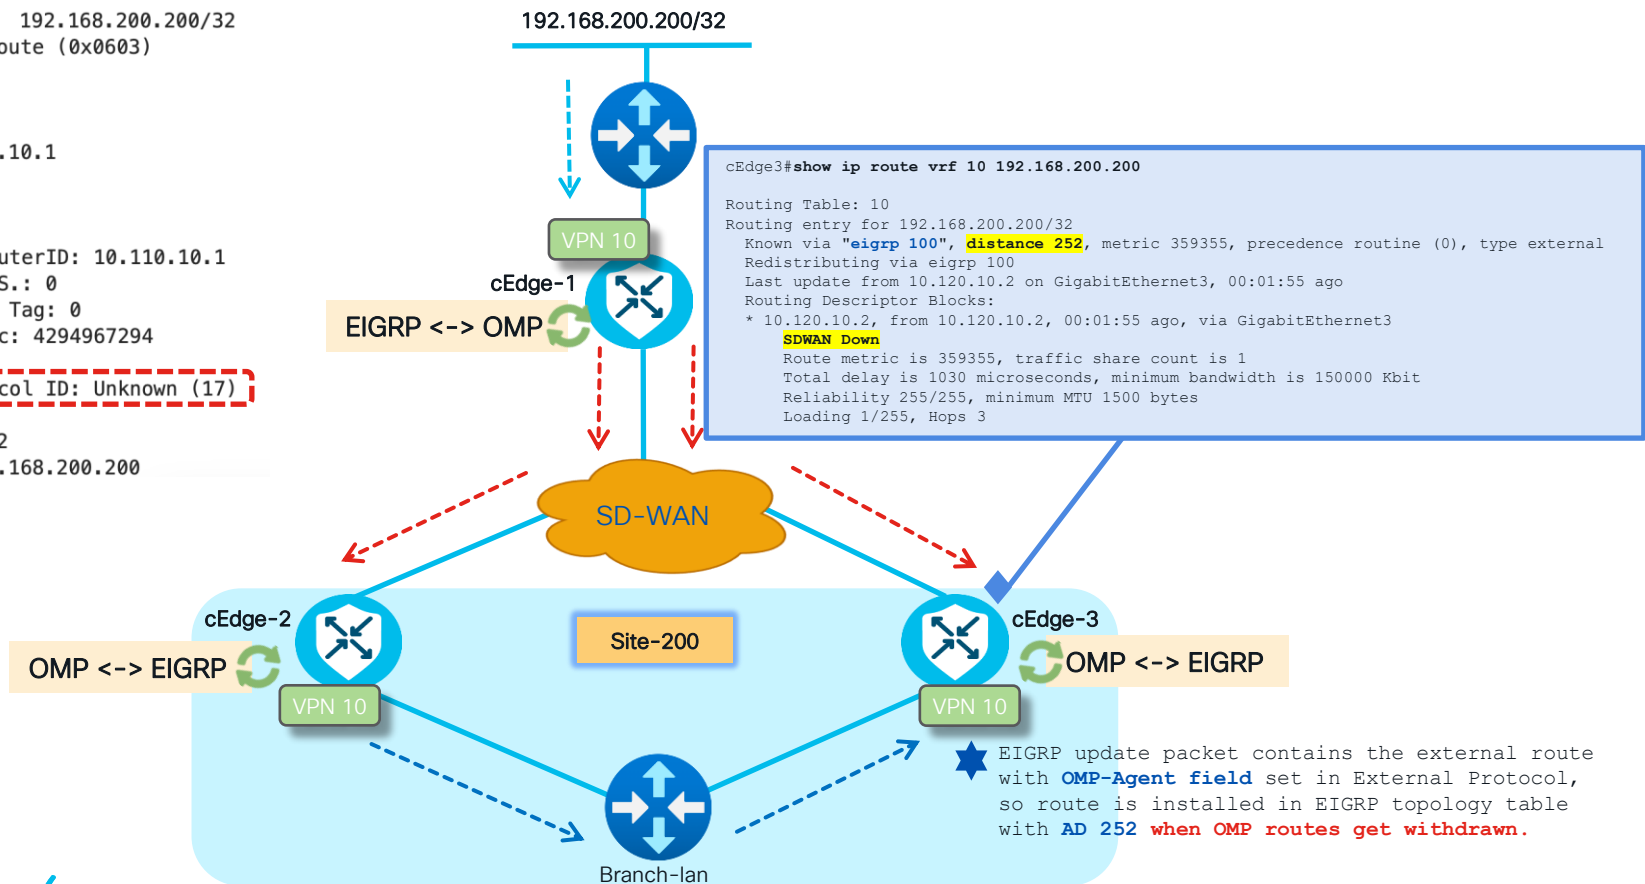 192.168.200.200/32
oute (0x0603)
.10.1
uterID: 10.110.10.1
S.: 0
Tag: 0
c: 4294967294
col ID: Unknown (17)
2
.168.200.200
192.168.200.200/32
VPN 10
cEdge-1
EIGRP <-> OMP
cEdge3#show ip route vrf 10 192.168.200.200
Routing Table: 10
Routing entry for 192.168.200.200/32
Known via "eigrp 100", distance 252, metric 359355, precedence routine (0), type external
Redistributing via eigrp 100
Last update from 10.120.10.2 on GigabitEthernet3, 00:01:55 ago
Routing Descriptor Blocks:
* 10.120.10.2, from 10.120.10.2, 00:01:55 ago, via GigabitEthernet3
SDWAN Down
Route metric is 359355, traffic share count is 1
Total delay is 1030 microseconds, minimum bandwidth is 150000 Kbit
Reliability 255/255, minimum MTU 1500 bytes
Loading 1/255, Hops 3
SD-WAN
cEdge-2
Site-200
cEdge-3
OMP <-> EIGRP
OMP <-> EIGRP
VPN 10
VPN 10
EIGRP update packet contains the external route
with OMP-Agent field set in External Protocol,
so route is installed in EIGRP topology table
with AD 252 when OMP routes get withdrawn.
Branch-lan